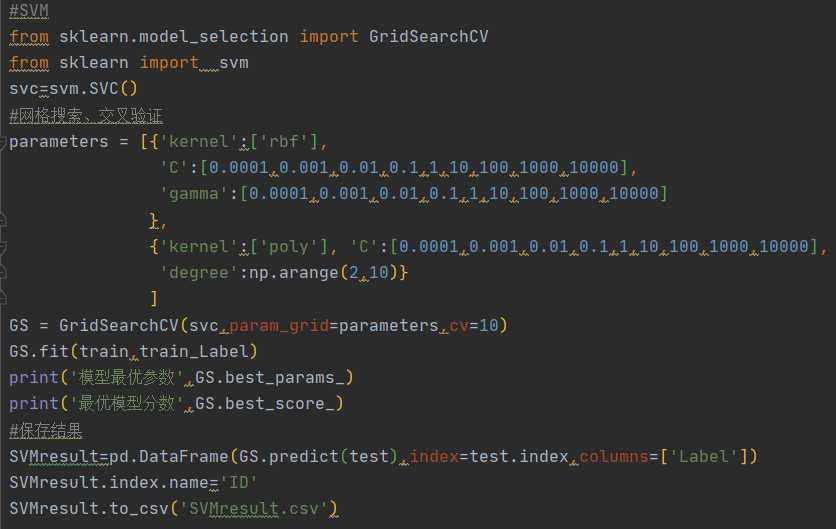 #SVM
from sklearn.model_selection import GridSearchCV
from sklearn import  svm
svc=svm.SVC()
#网格搜索、交叉验证
parameters = [{'kernel':['rbf'],
'C':[0.0001,0.001,0.01,0.1,1,10,100,1000,10000],
'gamma':[0.0001,0.001,0.01,0.1,1,10,100,1000,10000]
},
{'kernel':['poly'], 'C':[0.0001,0.001,0.01,0.1,1,10,100,1000,10000],
'degree':np.arange(2,10)}
]
GS = GridSearchCV(svc,param_grid=parameters,cv=10)
GS.fit(train,train_Label)
print('模型最优参数',GS.best_params_)
print('最优模型分数',GS.best_score_)
#保存结果
SVMresult=pd.DataFrame(GS.predict(test),index=test.index,columns=['Label'])
SVMresult.index.name='ID'
SVMresult.to_csv('SVMresult.csv')